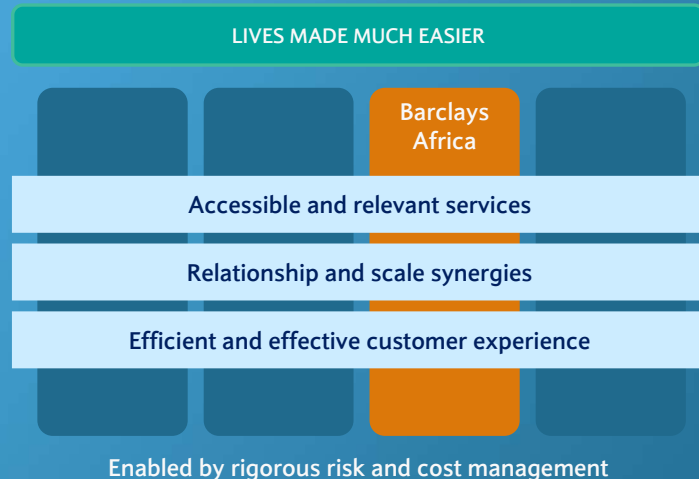 LIVES MADE MUCH EASIER
Barclays
Africa
Accessible and relevant services
Relationship and scale synergies
Efficient and effective customer experience
Enabled by rigorous risk and cost management